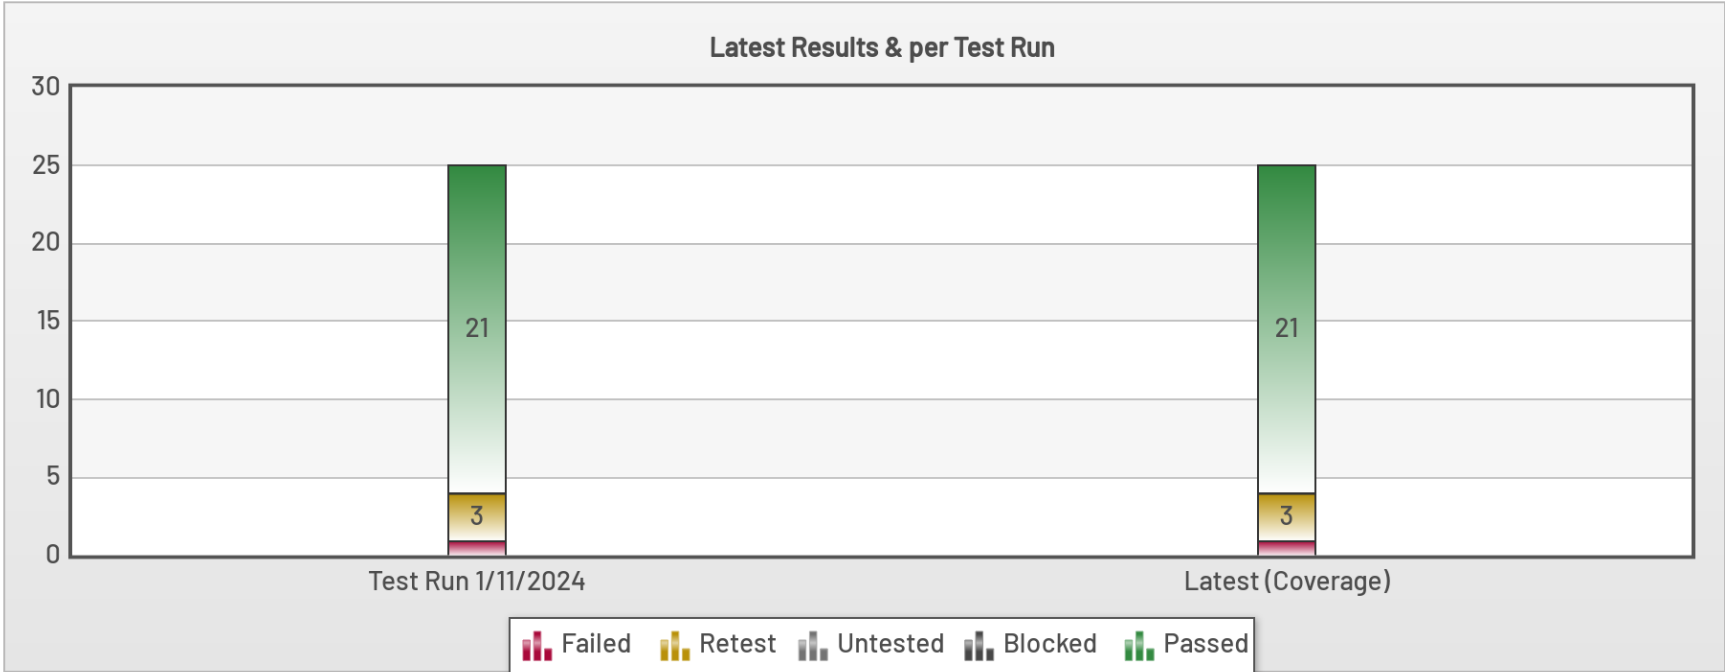 Latest Results & per Test Run
30
25
20
15
10
5
0
21
3
21
3
Test Run 1/11/2024
Latest (Coverage)
Failed Retest Untested Blocked Passed